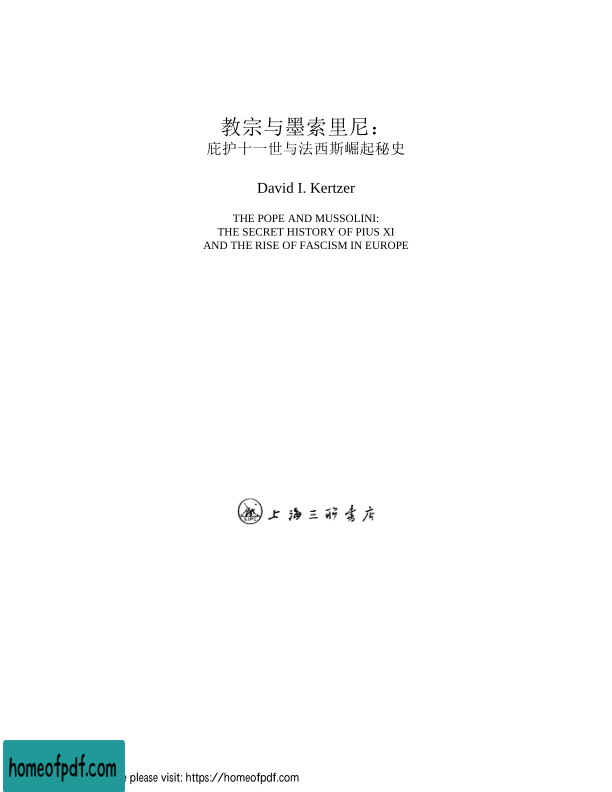 教宗与墨索里尼：
庇护十一世与法西斯崛起秘史
David I. Kertzer
THE POPE AND MUSSOLINI:
THE SECRET HISTORY OF PIUS XI
AND THE RISE OF FASCISM IN EUROPE
SJPC
上海三联书店
homeofpdf.com
e please visit: https://homeofpdf.com